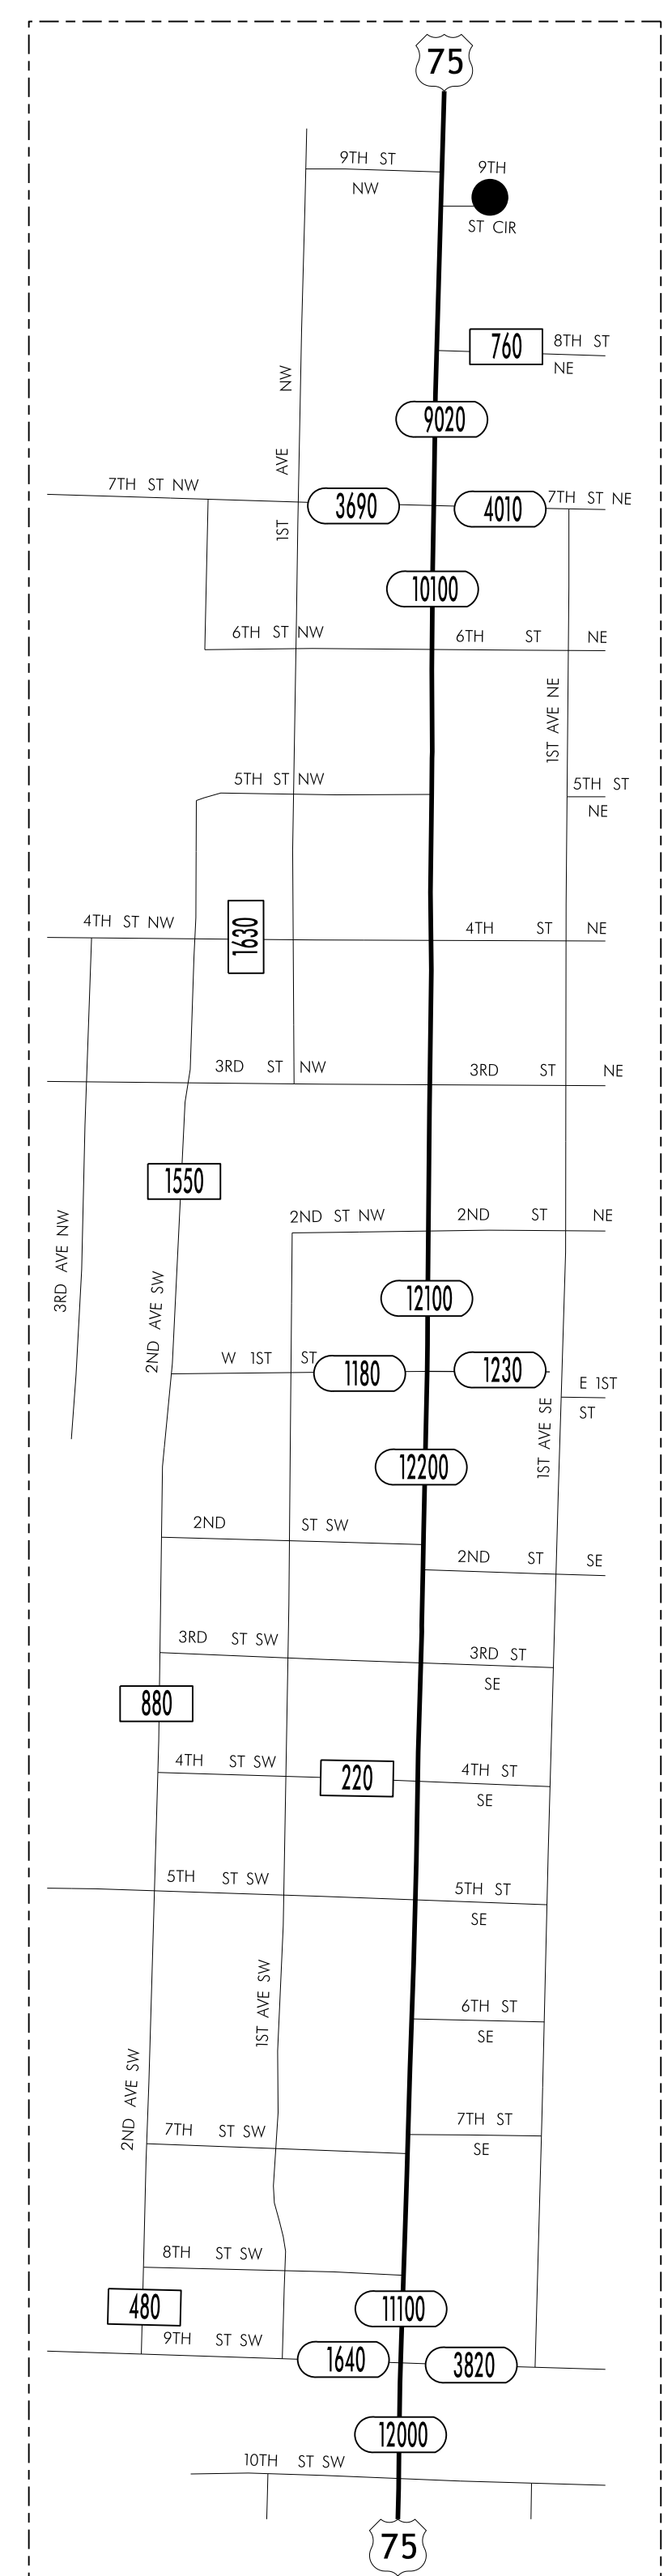 75
9TH ST
NW
9TH
ST CIR
760
8TH ST
NE
1ST AVE NW
9020
7TH ST NW
3690
4010
7TH ST NE
10100
6TH ST NW
6TH ST NE
1ST AVE NE
5TH ST NW
5TH ST
NE
4TH ST NW
1630
4TH ST NE
3RD ST NW
3RD ST NE
1550
3RD AVE NW
2ND ST NW
2ND ST NE
2ND AVE SW
12100
W 1ST ST
1180
1230
E 1ST
ST
1ST AVE SE
12200
2ND ST SW
2ND ST SE
3RD ST SW
3RD ST
SE
880
4TH ST SW
220
4TH ST
SE
5TH ST SW
5TH ST
SE
1ST AVE SW
6TH ST
SE
2ND AVE SW
7TH ST SW
7TH ST
SE
8TH ST SW
480
11100
9TH ST SW
1640
3820
12000
10TH ST SW
75